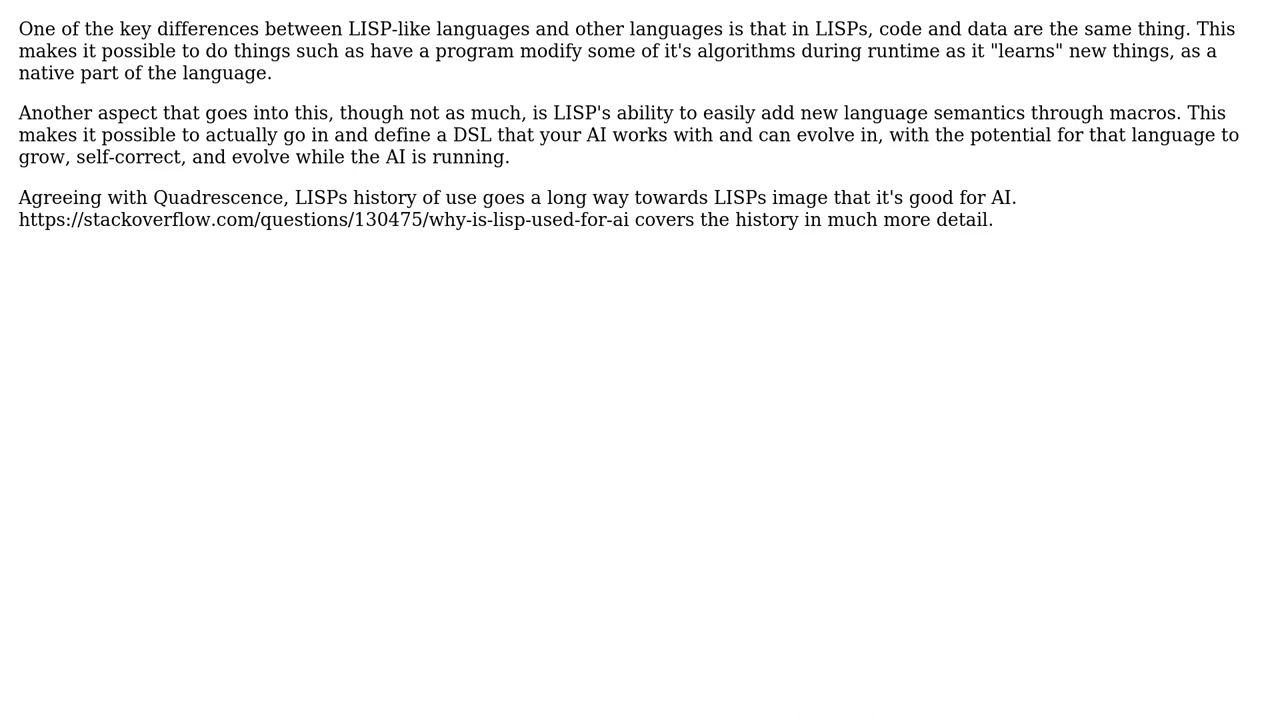 One of the key differences between LISP-like languages and other languages is that in LISPs, code and data are the same thing. This
makes it possible to do things such as have a program modify some of it's algorithms during runtime as it "learns" new things, as a
native part of the language.
Another aspect that goes into this, though not as much, is LISP's ability to easily add new language semantics through macros. This
makes it possible to actually go in and define a DSL that your AI works with and can evolve in, with the potential for that language to
grow, self-correct, and evolve while the AI is running.
Agreeing with Quadrescence, LISPs history of use goes a long way towards LISPs image that it's good for AI.
https://stackoverflow.com/questions/130475/why-is-lisp-used-for-ai covers the history in much more detail.